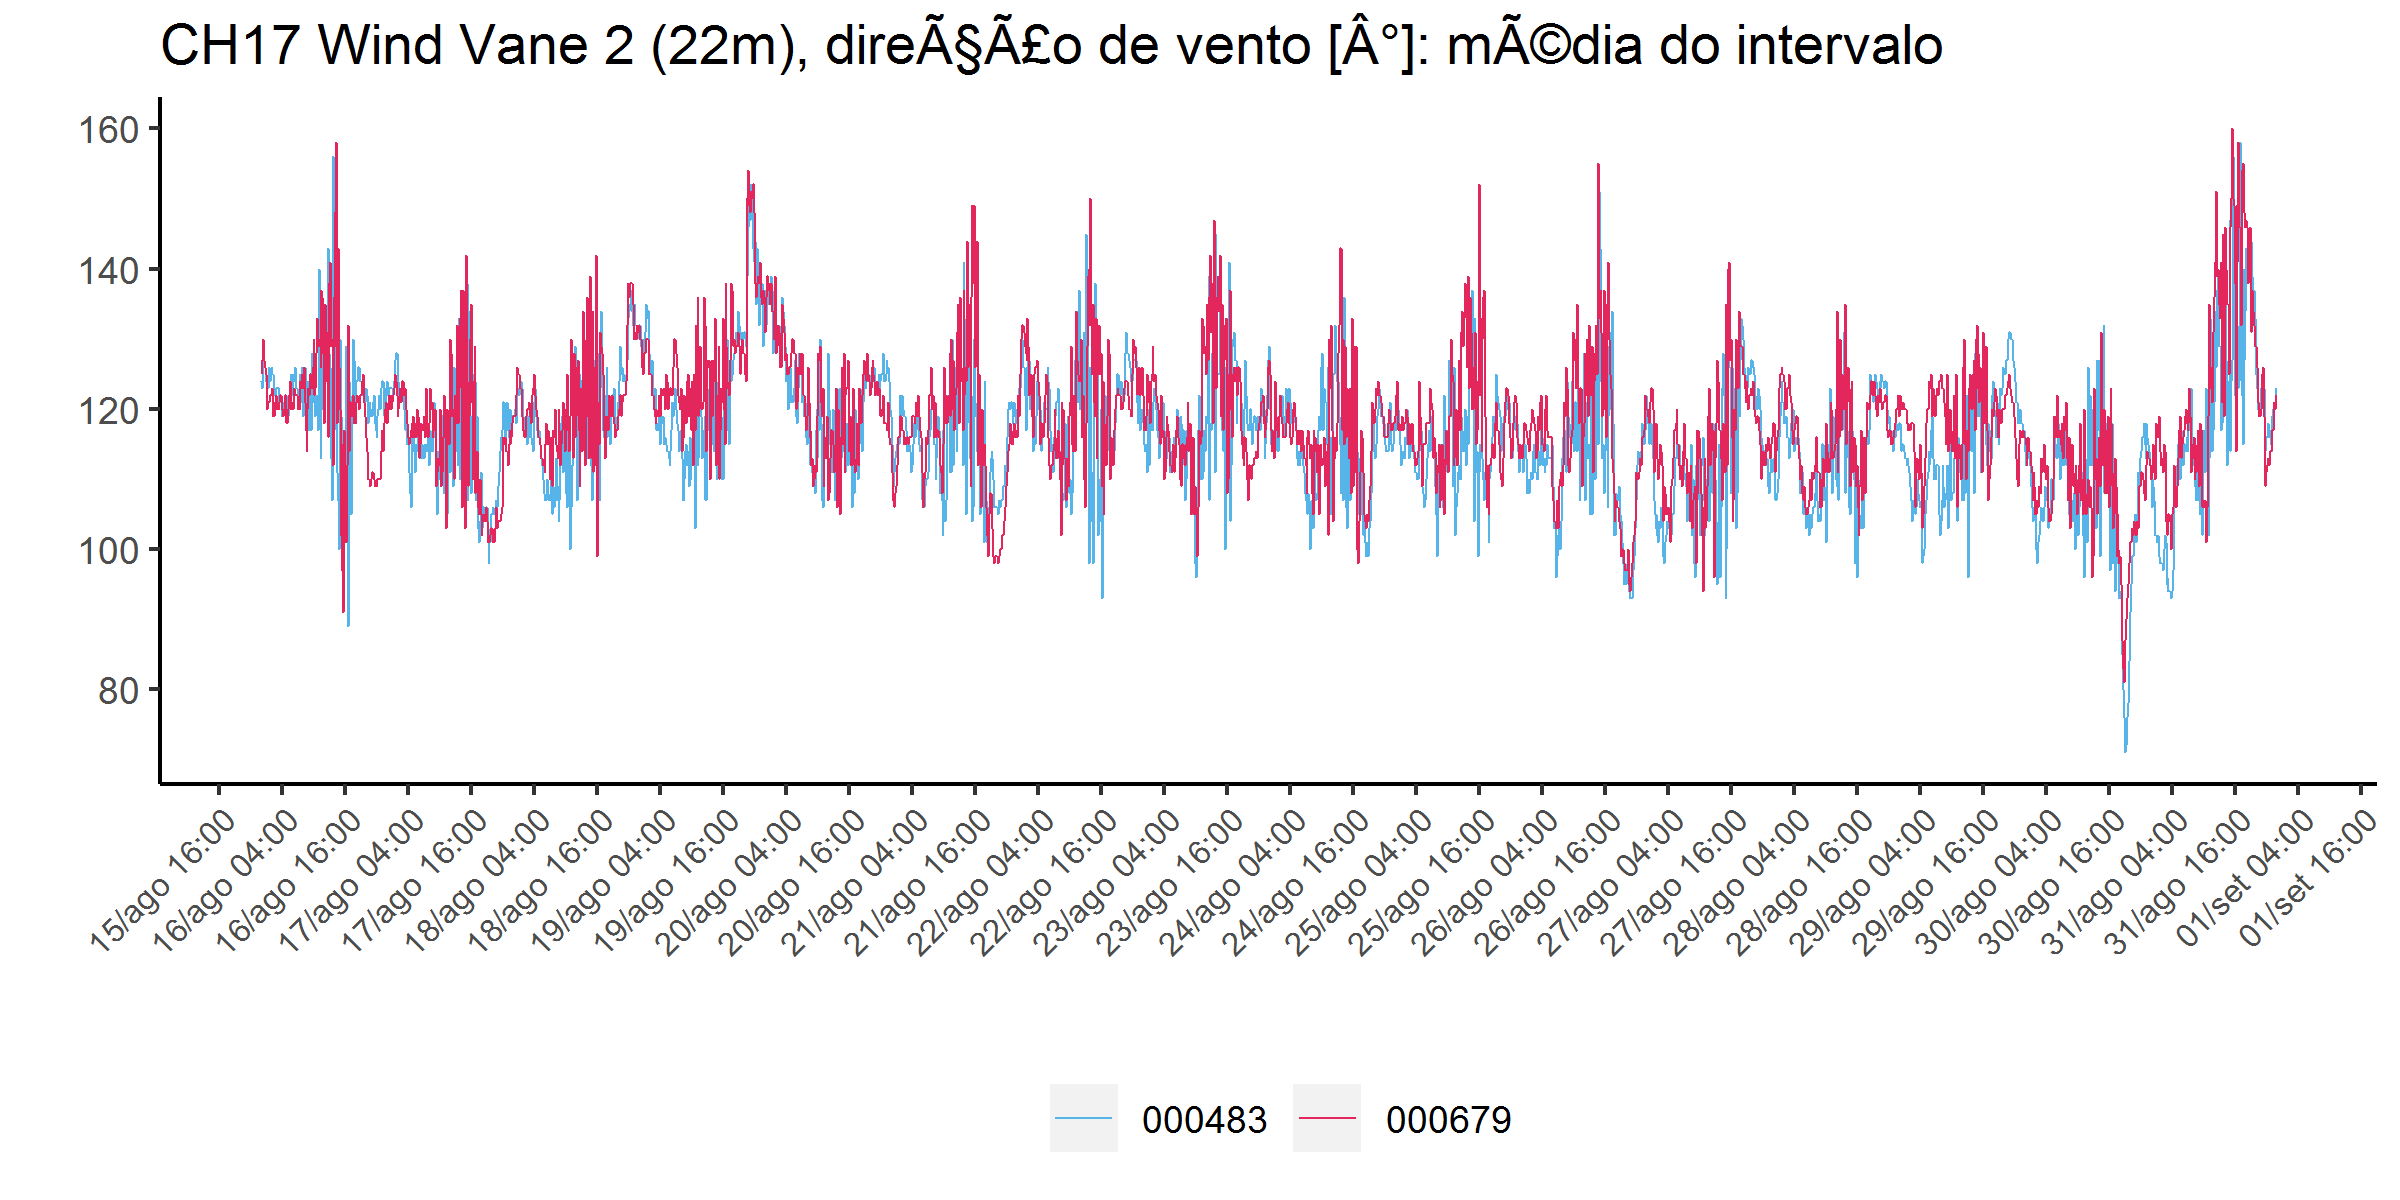 CH17 Wind Vane 2 (22m), direÃ§Ã£o de vento [Â°]: mÃ©dia do intervalo
160
140
120
100
80
15/ago 16:00
16/ago 04:00
16/ago 16:00
17/ago 04:00
17/ago 16:00
18/ago 04:00
18/ago 16:00
19/ago 04:00
19/ago 16:00
20/ago 04:00
20/ago 16:00
21/ago 04:00
21/ago 16:00
22/ago 04:00
22/ago 16:00
23/ago 04:00
23/ago 16:00
24/ago 04:00
24/ago 16:00
25/ago 04:00
25/ago 16:00
26/ago 04:00
26/ago 16:00
27/ago 04:00
27/ago 16:00
28/ago 04:00
28/ago 16:00
29/ago 04:00
29/ago 16:00
30/ago 04:00
30/ago 16:00
31/ago 04:00
31/ago 16:00
01/set 04:00
01/set 16:00
000483
000679